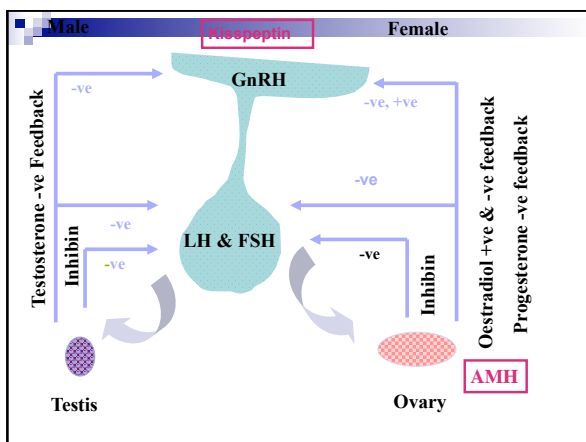 Male
Kisspeptin
Female
GnRH
-ve
-ve, +ve
Testosterone -ve Feedback
Inhibin
-ve
-ve
LH & FSH
-ve
-ve
Inhibin
Oestradiol +ve & -ve feedback
Progesterone -ve feedback
AMH
Testis
Ovary